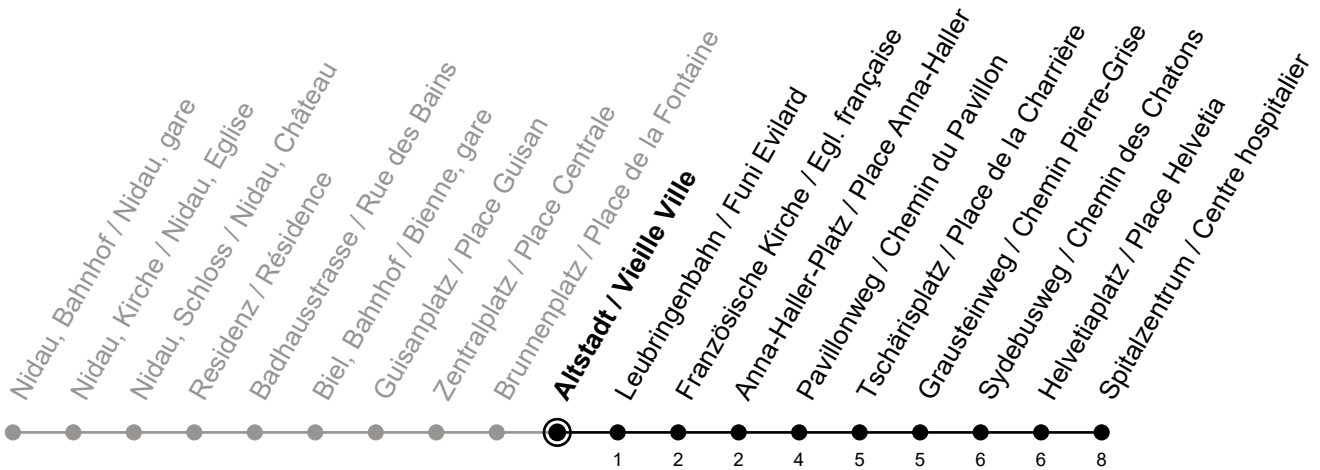 Nidau, Bahnhof / Nidau, gare
Nidau, Kirche / Nidau, Eglise
Nidau, Schloss / Nidau, Château
Residenz / Résidence
Badhausstrasse / Rue des Bains
Biel, Bahnhof / Bienne, gare
Guisanplatz / Place Guisan
Zentralplatz / Place Centrale
Brunnenplatz / Place de la Fontaine
Altstadt / Vieille Ville
Leubringenbahn / Funi Evilard
Französische Kirche / Egl. française
Anna-Haller-Platz / Place Anna-Haller
Pavillonweg / Chemin du Pavillon
Tschärisplatz / Place de la Charrière
Grausteinweg / Chemin Pierre-Grise
Sydebusweg / Chemin des Chatons
Helvetiaplatz / Place Helvetia
Spitalzentrum / Centre hospitalier
1 2 2 4 5 5 6 6 8